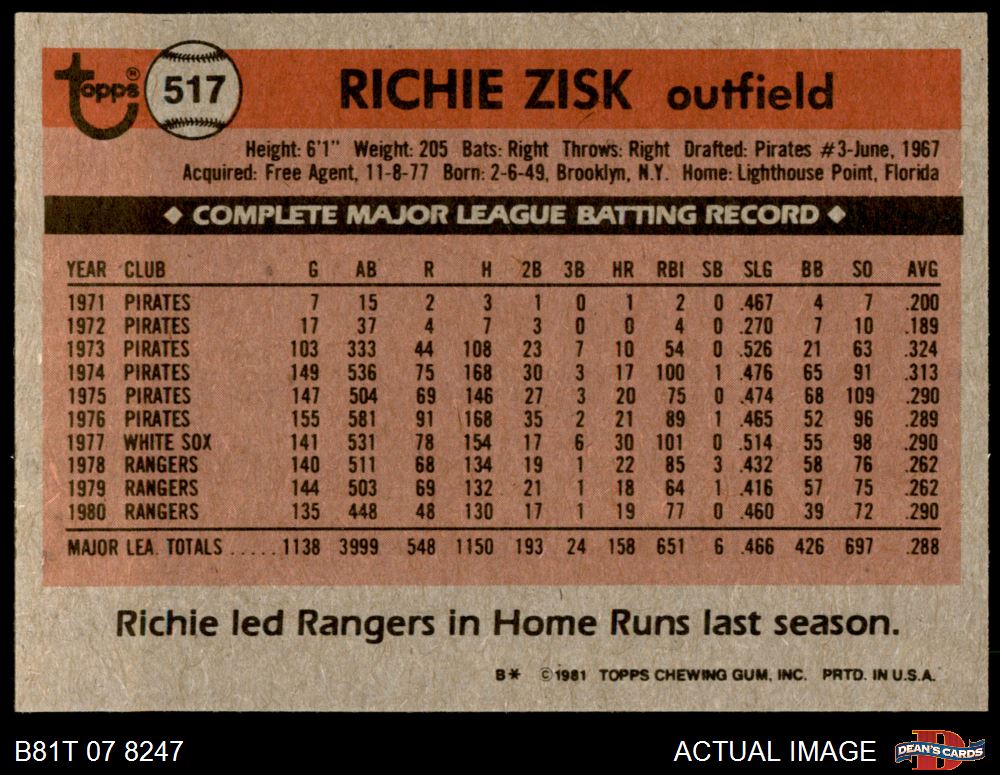 Topps® 517 RICHIE ZISK outfield
Height: 6'1" Weight: 205 Bats: Right Throws: Right Drafted: Pirates #3-June, 1967
Acquired: Free Agent, 11-8-77 Born: 2-6-49, Brooklyn, N.Y. Home: Lighthouse Point, Florida
◆ COMPLETE MAJOR LEAGUE BATTING RECORD ◆
YEAR CLUB G AB R H 2B 3B HR RBI SB SLG BB SO AVG
1971 PIRATES 7 15 2 3 1 0 1 2 0 .467 4 7 .200
1972 PIRATES 17 37 4 7 3 0 0 4 0 .270 7 10 .189
1973 PIRATES 103 333 44 108 23 7 10 54 0 .526 21 63 .324
1974 PIRATES 149 536 75 168 30 3 17 100 1 .476 65 91 .313
1975 PIRATES 147 504 69 146 27 3 20 75 0 .474 68 109 .290
1976 PIRATES 155 581 91 168 35 2 21 89 1 .465 52 96 .289
1977 WHITE SOX 141 531 78 154 17 6 30 101 0 .514 55 98 .290
1978 RANGERS 140 511 68 134 19 1 22 85 3 .432 58 76 .262
1979 RANGERS 144 503 69 132 21 1 18 64 1 .416 57 75 .262
1980 RANGERS 135 448 48 130 17 1 19 77 0 .460 39 72 .290
MAJOR LEA. TOTALS ..... 1138 3999 548 1150 193 24 158 651 6 .466 426 697 .288
Richie led Rangers in Home Runs last season.
B* ©1981 TOPPS CHEWING GUM, INC. PRTD. IN U.S.A.
B81T 07 8247 ACTUAL IMAGE D DEAN'S CARDS